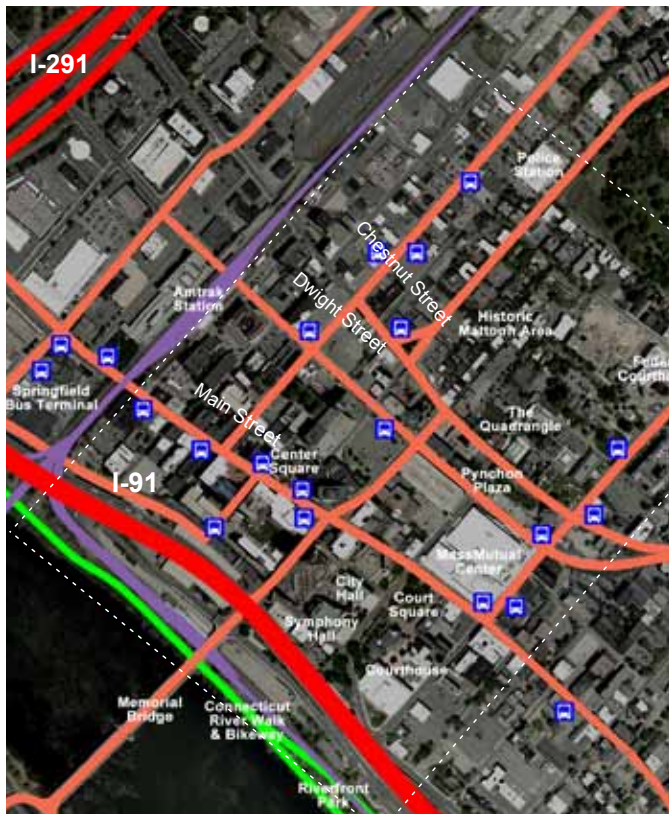 I-291
Police
Station
Chestnut Street
Amtrak
Station
Dwight Street
Historic
Mattoon Area
Springfield
Bus Terminal
Main Street
The
Quadrangle
Center
Square
I-91
Pynchon
Plaza
MassMutual
Center
City
Hall
Court
Square
Symphony
Hall
Courthouse
Memorial
Bridge
Connecticut
River Walk
& Bikeway
Riverfront
Park